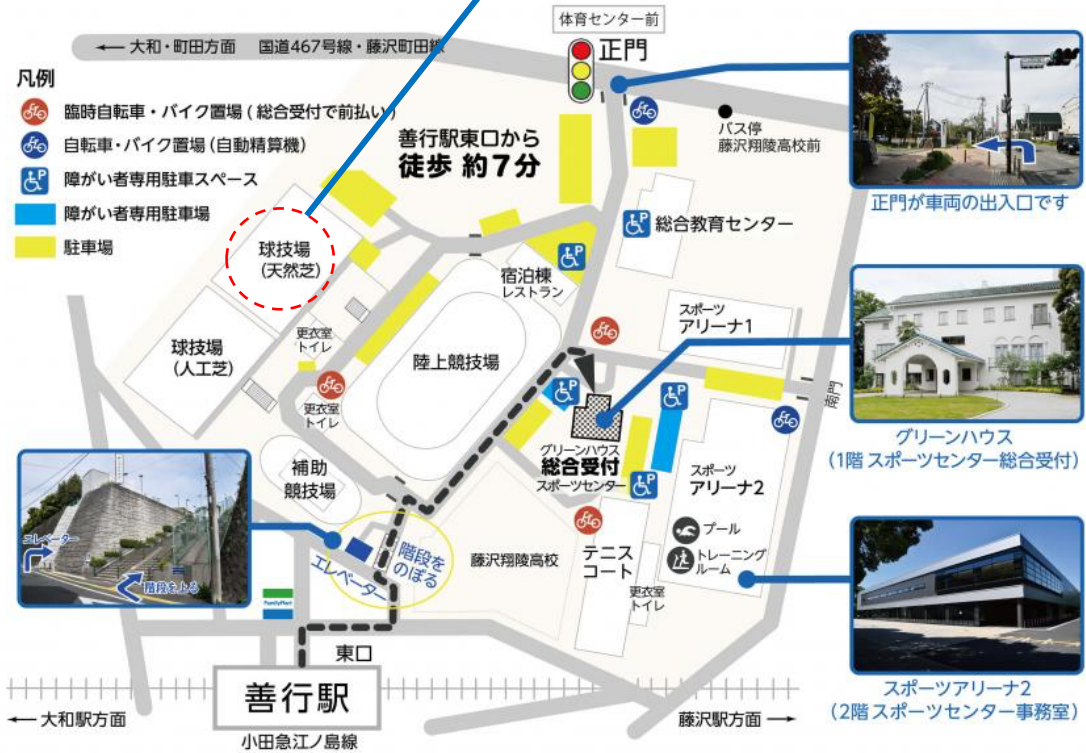 体育センター前
← 大和・町田方面 国道467号線・藤沢町田線
正門
凡例
臨時自転車・バイク置場(総合受付で前払い)
自転車・バイク置場(自動精算機)
障がい者専用駐車スペース
障がい者専用駐車場
駐車場
善行駅東口から
徒歩 約7分
バス停
藤沢翔陵高校前
正門が車両の出入口です
総合教育センター
球技場
(天然芝)
宿泊棟
レストラン
スポーツ
アリーナ1
球技場
(人工芝)
更衣室
トイレ
陸上競技場
南門
更衣室
トイレ
グリーンハウス
総合受付
スポーツセンター
グリーンハウス
(1階 スポーツセンター総合受付)
スポーツ
アリーナ2
補助
競技場
プール
トレーニング
ルーム
エレベーター
階段を上る
階段を
のぼる
エレベーター
藤沢翔陵高校
テニス
コート
更衣室
トイレ
FamilyMart
東口
善行駅
← 大和駅方面
藤沢駅方面 →
小田急江ノ島線
スポーツアリーナ2
(2階 スポーツセンター事務室)